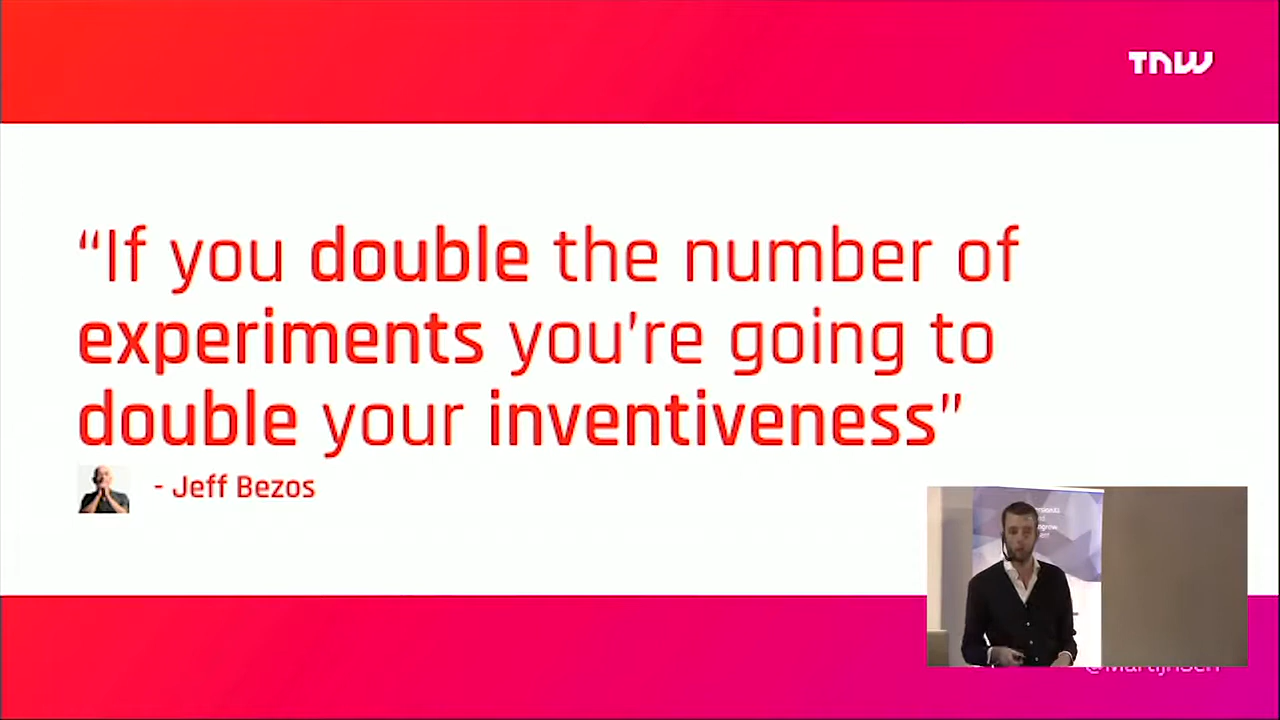 TNW
“If you double the number of
experiments you’re going to
double your inventiveness”
- Jeff Bezos